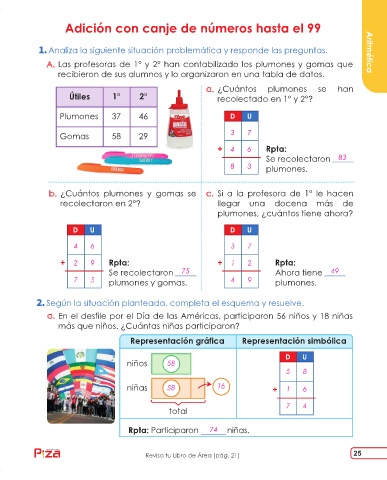 Adición con canje de números hasta el 99
Aritmética
1. Analiza la siguiente situación problemática y responde las preguntas.
A. Las profesoras de 1° y 2° han contabilizado los plumones y gomas que
recibieron de sus alumnos y lo organizaron en una tabla de datos.
Útiles 1° 2°
Plumones 37 46
Gomas 58 29
a. ¿Cuántos plumones se han
recolectado en 1° y 2°?
D U
3 7
+ 4 6
8 3
Rpta:
Se recolectaron 83
plumones.
b. ¿Cuántos plumones y gomas se
recolectaron en 2°?
D U
4 6
+ 2 9
7 5
Rpta:
Se recolectaron 75
plumones y gomas.
c. Si a la profesora de 1° le hacen
llegar una docena más de
plumones, ¿cuántos tiene ahora?
D U
3 7
+ 1 2
4 9
Rpta:
Ahora tiene 49
plumones.
2. Según la situación planteada, completa el esquema y resuelve.
a. En el desfile por el Día de las Américas, participaron 56 niños y 18 niñas
más que niños. ¿Cuántas niñas participaron?
Representación gráfica Representación simbólica
niños 58
niñas 58 16
total
D U
5 8
+ 1 6
7 4
Rpta: Participaron 74 niñas.
Piza
Revisa tu Libro de Área (pág. 21)
25